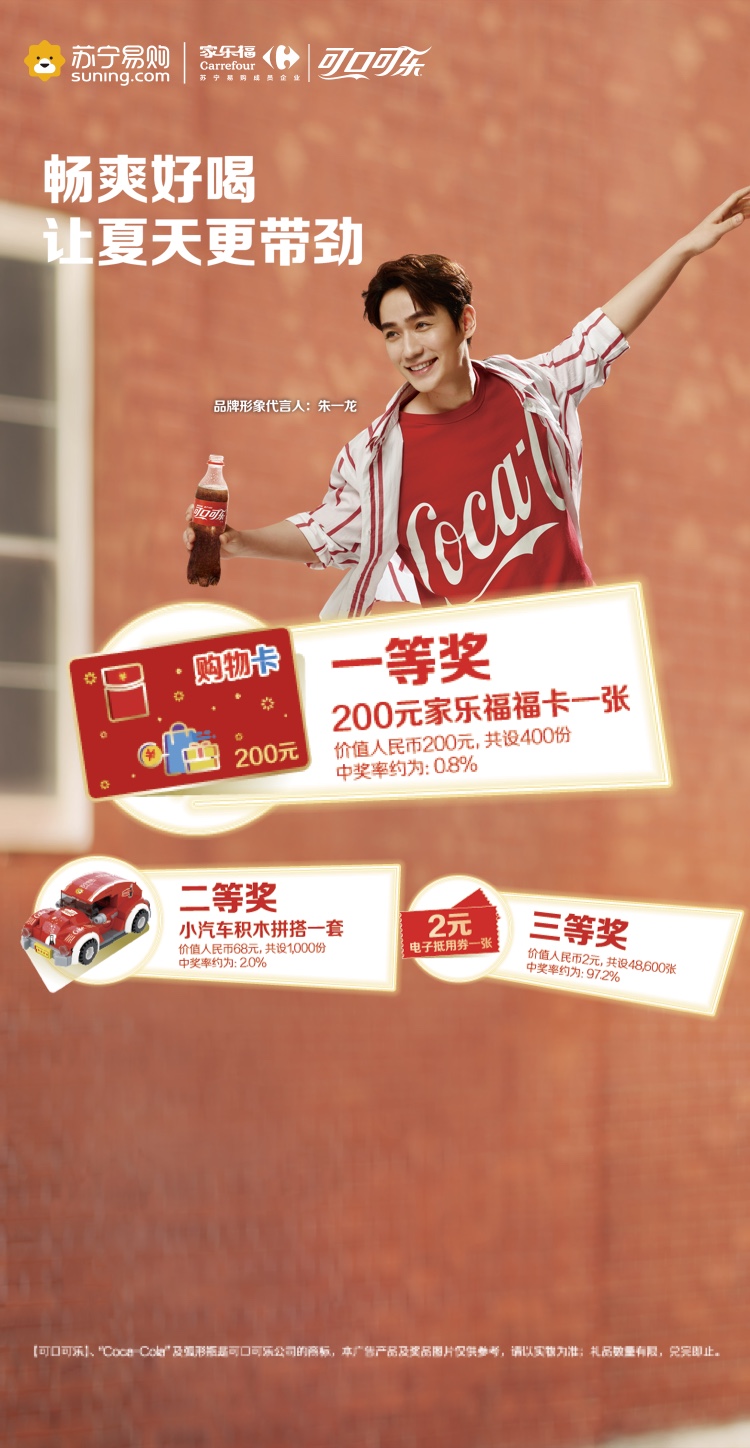 苏宁易购
suning.com
家乐福
Carrefour
苏宁易购成员企业
可口可乐
畅爽好喝
让夏天更带劲
品牌形象代言人：朱一龙
可口可乐
Coca-C
购物卡
200元
一等奖
200元家乐福福卡一张
价值人民币200元，共设400份
中奖率约为：0.8%
二等奖
小汽车积木拼搭一套
价值人民币68元，共设1,000份
中奖率约为：2.0%
2元
电子抵用券一张
三等奖
价值人民币2元，共设48,600张
中奖率约为：97.2%
【可口可乐】、“Coca-Cola”及弧形瓶是可口可乐公司的商标，本广告产品及奖品图片仅供参考，请以实物为准；礼品数量有限，兑完即止。